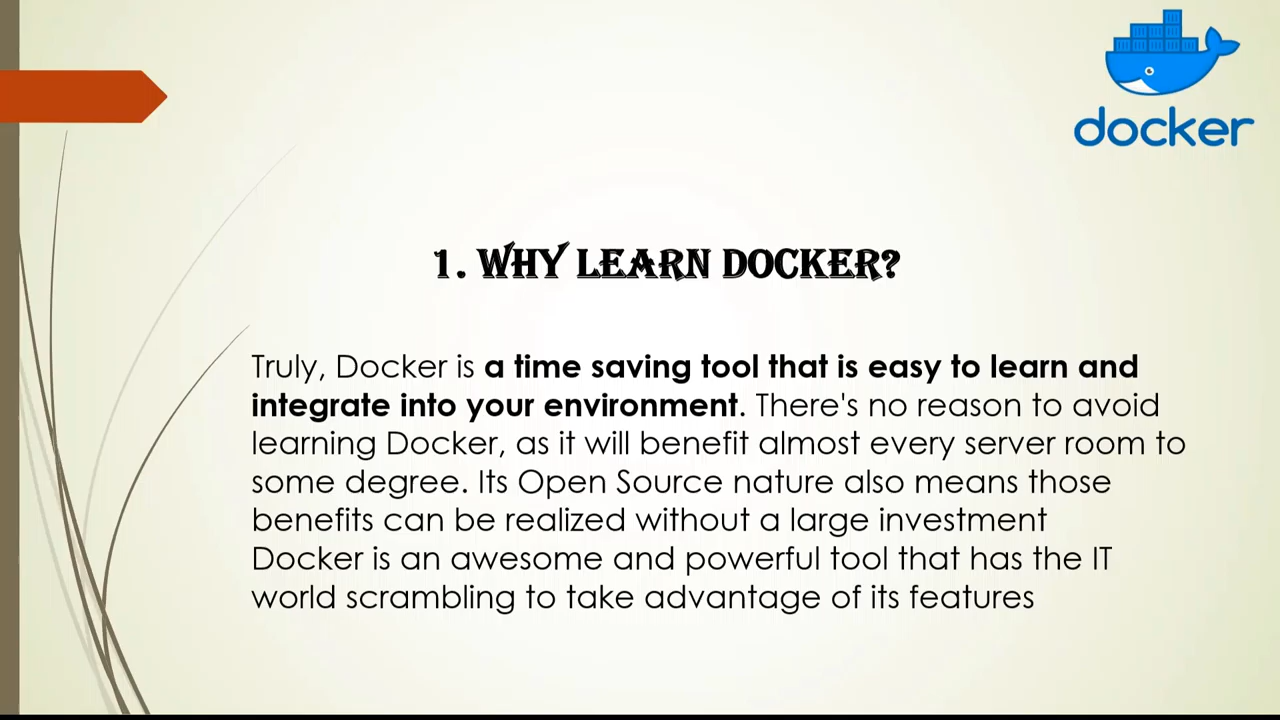 docker
1. WHY LEARN DOCKER?
Truly, Docker is a time saving tool that is easy to learn and
integrate into your environment. There's no reason to avoid
learning Docker, as it will benefit almost every server room to
some degree. Its Open Source nature also means those
benefits can be realized without a large investment
Docker is an awesome and powerful tool that has the IT
world scrambling to take advantage of its features